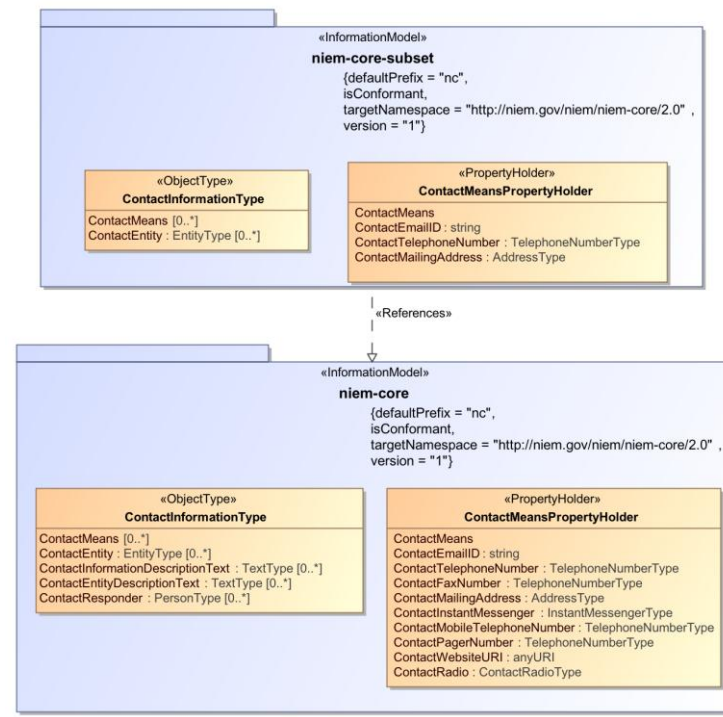 «InformationModel»
niem-core-subset
{defaultPrefix = "nc",
isConformant,
targetNamespace = "http://niem.gov/niem/niem-core/2.0" ,
version = "1"}
«ObjectType»
ContactInformationType
ContactMeans [0..*]
ContactEntity : EntityType [0..*]
«PropertyHolder»
ContactMeansPropertyHolder
ContactMeans
ContactEmailID : string
ContactTelephoneNumber : TelephoneNumberType
ContactMailingAddress : AddressType
«References»
«InformationModel»
niem-core
{defaultPrefix = "nc",
isConformant,
targetNamespace = "http://niem.gov/niem/niem-core/2.0" ,
version = "1"}
«ObjectType»
ContactInformationType
ContactMeans [0..*]
ContactEntity : EntityType [0..*]
ContactInformationDescriptionText : TextType [0..*]
ContactEntityDescriptionText : TextType [0..*]
ContactResponder : PersonType [0..*]
«PropertyHolder»
ContactMeansPropertyHolder
ContactMeans
ContactEmailID : string
ContactTelephoneNumber : TelephoneNumberType
ContactFaxNumber : TelephoneNumberType
ContactMailingAddress : AddressType
ContactInstantMessenger : InstantMessengerType
ContactMobileTelephoneNumber : TelephoneNumberType
ContactPagerNumber : TelephoneNumberType
ContactWebsiteURI : anyURI
ContactRadio : ContactRadioType